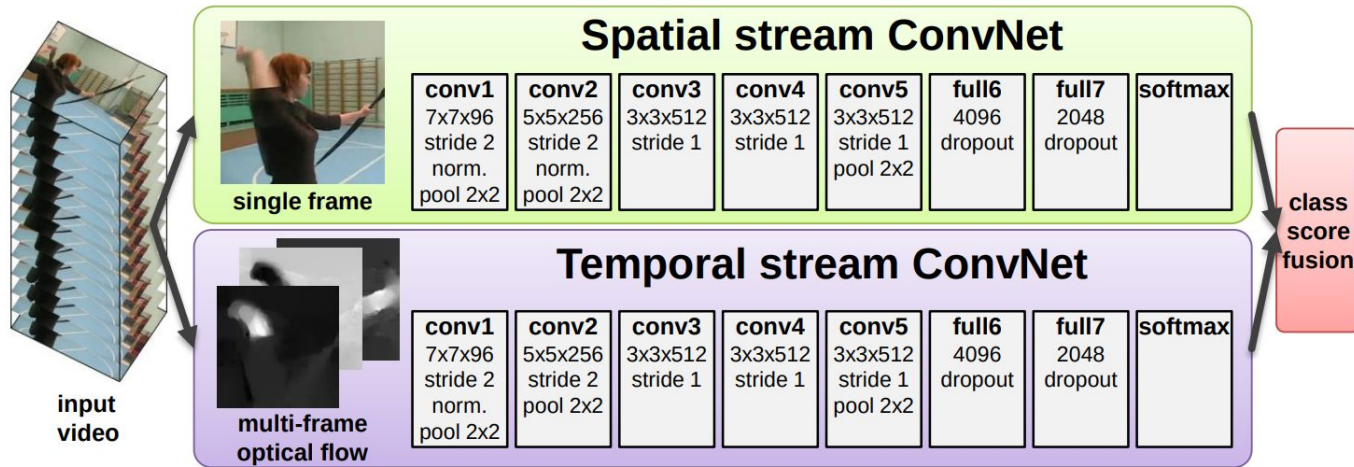 Spatial stream ConvNet
single frame
conv1
7x7x96
stride 2
norm.
pool 2x2
conv2
5x5x256
stride 2
norm.
pool 2x2
conv3
3x3x512
stride 1
conv4
3x3x512
stride 1
conv5
3x3x512
stride 1
pool 2x2
full6
4096
dropout
full7
2048
dropout
softmax
input
video
Temporal stream ConvNet
multi-frame
optical flow
conv1
7x7x96
stride 2
norm.
pool 2x2
conv2
5x5x256
stride 2
pool 2x2
conv3
3x3x512
stride 1
conv4
3x3x512
stride 1
conv5
3x3x512
stride 1
pool 2x2
full6
4096
dropout
full7
2048
dropout
softmax
class
score
fusion